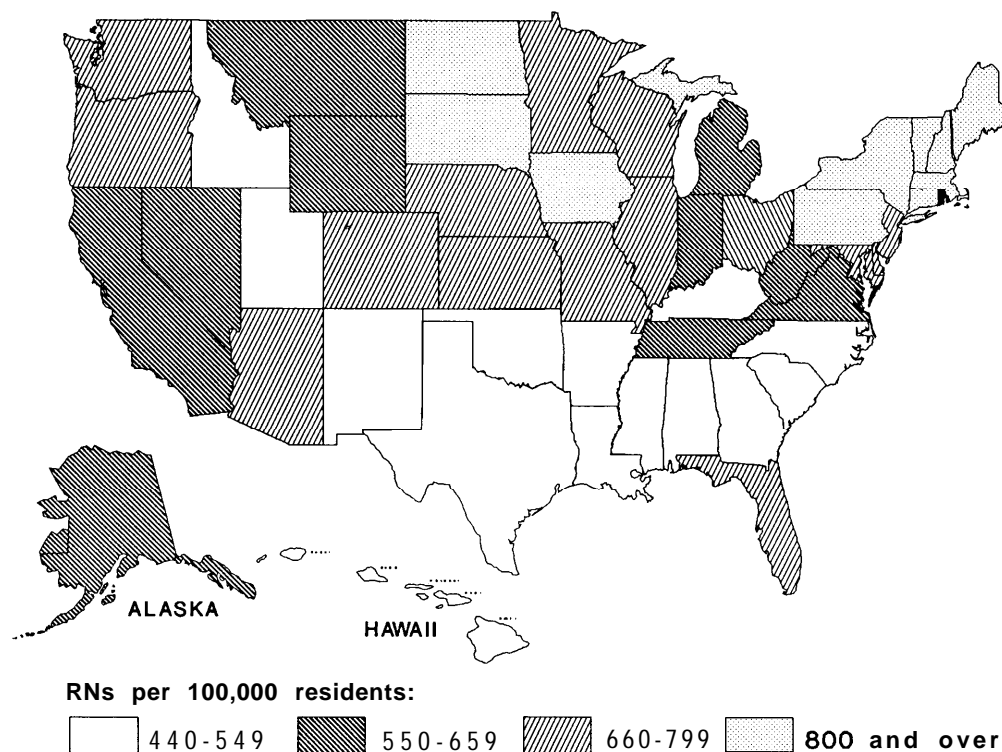 ALASKA
HAWAII
RNs per 100,000 residents:
440-549 550-659 660-799 800 and over